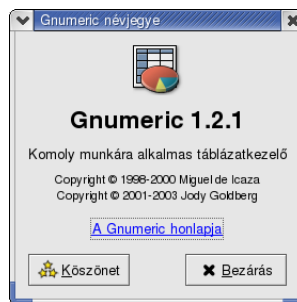 Gnumeric névjegye
Gnumeric 1.2.1
Komoly munkára alkalmas táblázatkezelő
Copyright © 1998-2000 Miguel de Icaza
Copyright © 2001-2003 Jody Goldberg
A Gnumeric honlapja
Köszönet
Bezárás